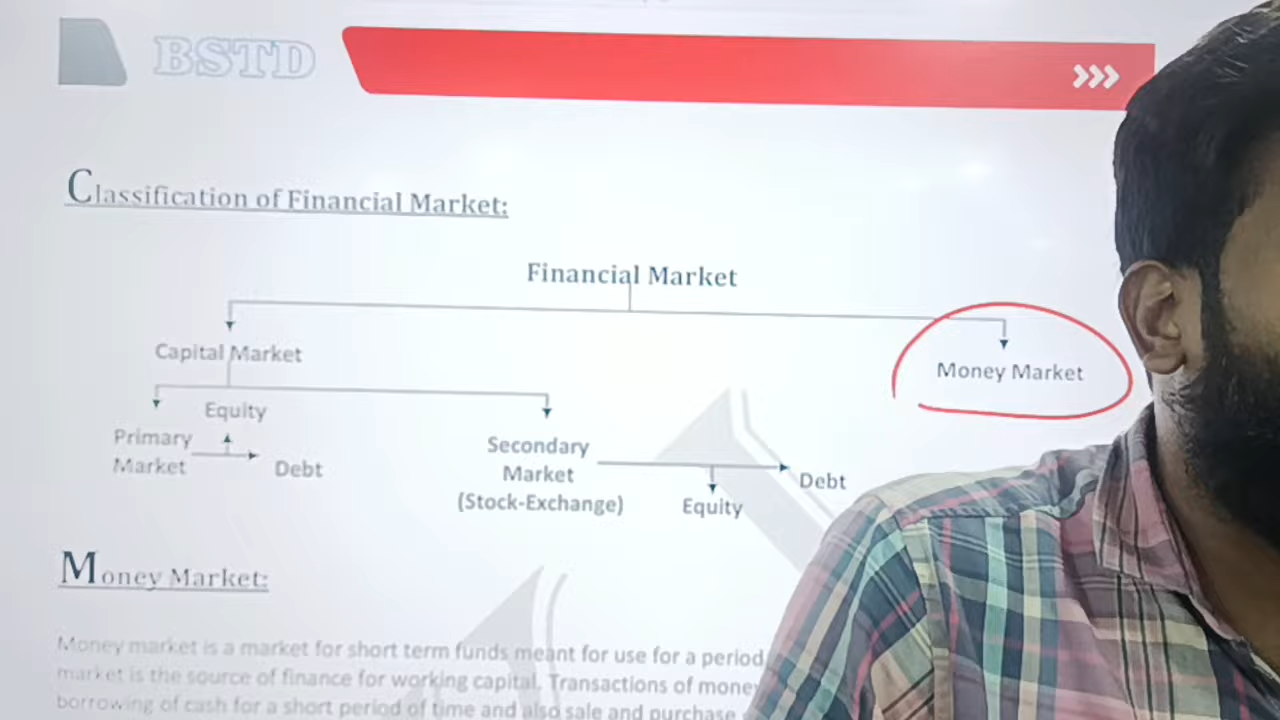 BSTD
Classification of Financial Market:
Financial Market
Capital Market
Money Market
Equity
Primary
Market
Debt
Secondary
Market
(Stock-Exchange)
Equity
Debt
Money Market:
Money market is a market for short term funds meant for use for a period
market is the source of finance for working capital. Transactions of
borrowing of cash for a short period of time and also sale and purchase